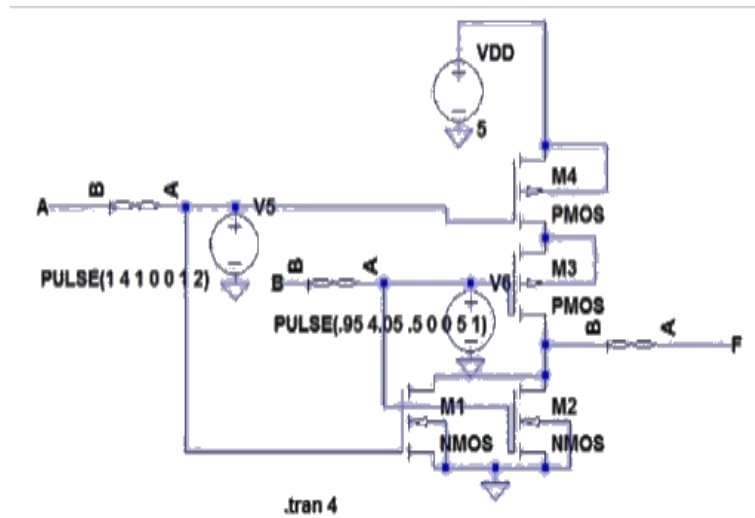 VDD
5
B A
M4
A
V5
PMOS
B A
M3
PULSE(1 4 1 0 0 1 2)
B
V6
PMOS
B A
PULSE(.95 4.05 .5 0 0 .5 1)
F
M1
M2
NMOS
NMOS
.tran 4